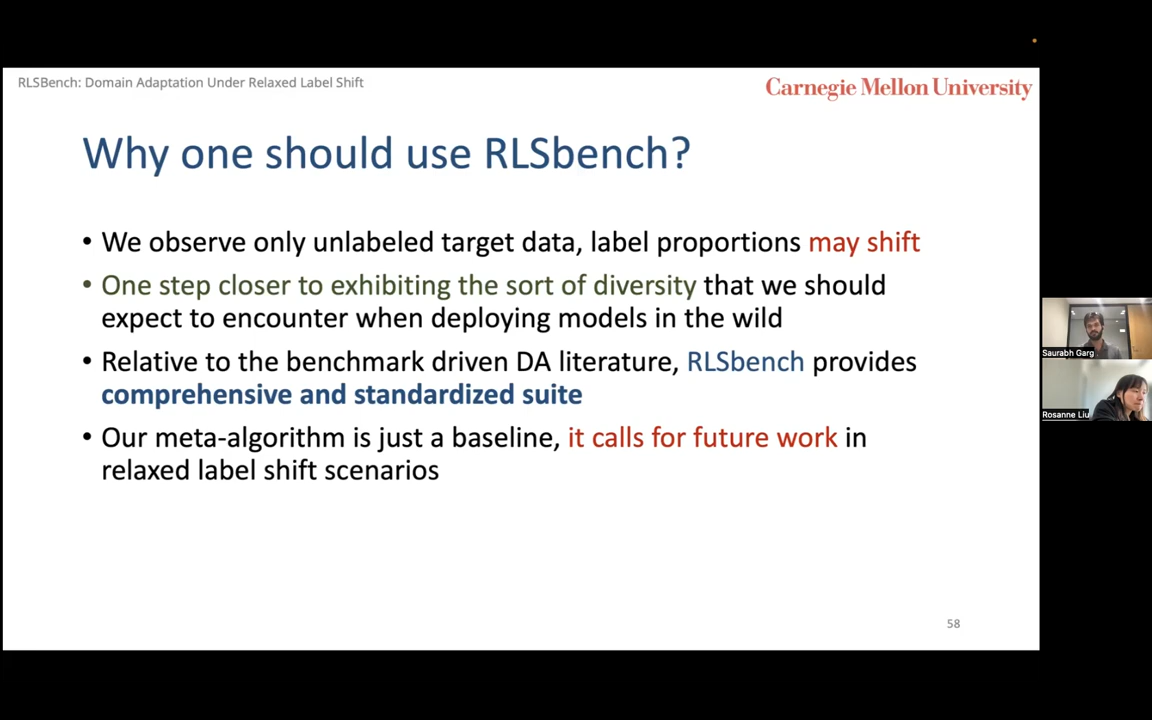 RLSBench: Domain Adaptation Under Relaxed Label Shift
Carnegie Mellon University
Why one should use RLSbench?
• We observe only unlabeled target data, label proportions may shift
• One step closer to exhibiting the sort of diversity that we should
expect to encounter when deploying models in the wild
• Relative to the benchmark driven DA literature, RLSbench provides
comprehensive and standardized suite
• Our meta-algorithm is just a baseline, it calls for future work in
relaxed label shift scenarios
58
Saurabh Garg
Rosanne Liu